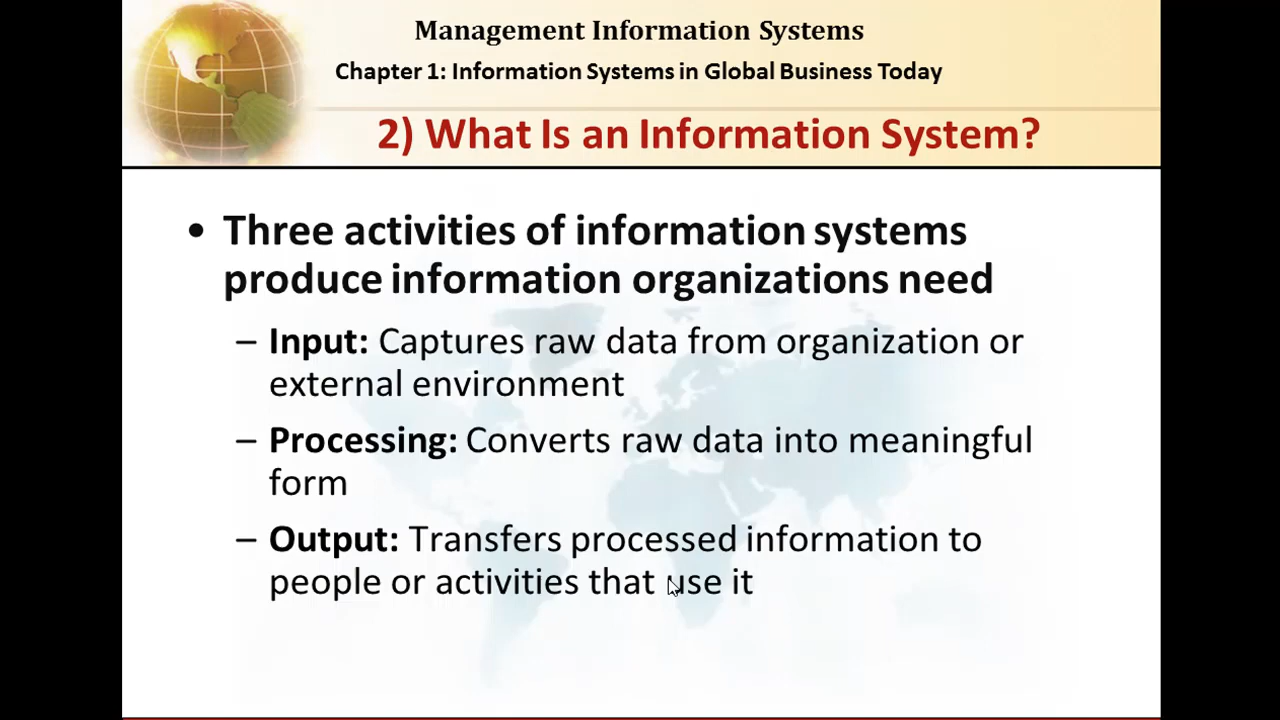 Management Information Systems
Chapter 1: Information Systems in Global Business Today
2) What Is an Information System?
• Three activities of information systems
produce information organizations need
– Input: Captures raw data from organization or
external environment
– Processing: Converts raw data into meaningful
form
– Output: Transfers processed information to
people or activities that use it